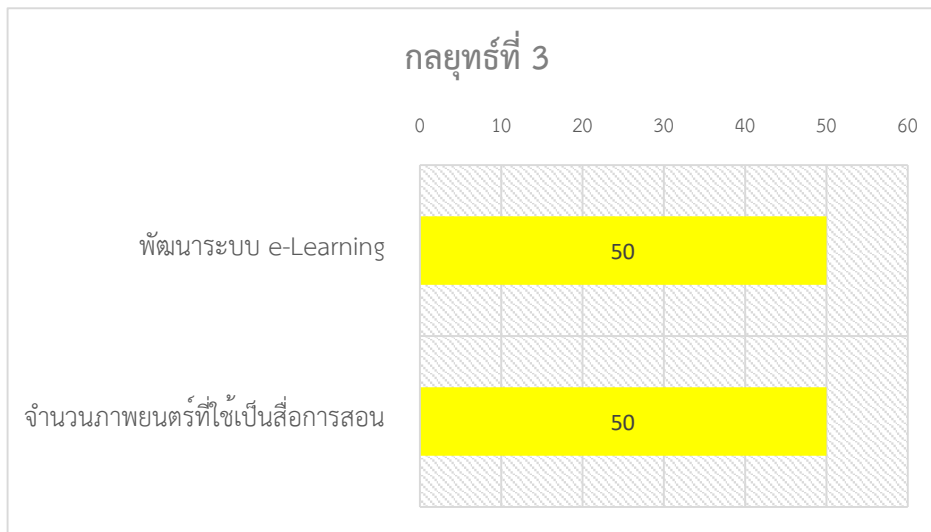 กลยุทธ์ที่ 3
0 10 20 30 40 50 60
พัฒนาระบบ e-Learning
50
จำนวนภาพยนตร์ที่ใช้เป็นสื่อการสอน
50